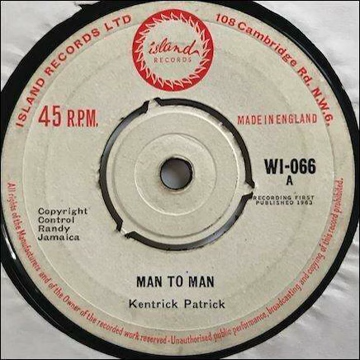 ISLAND RECORDS LTD
108 Cambridge Rd. N.W.6.
island
RECORDS
45 R.P.M.
MADE IN ENGLAND
WI-066
A
RECORDING FIRST
PUBLISHED 1963
Copyright
Control
Randy
Jamaica
MAN TO MAN
Kentrick Patrick
All rights of the Manufacturers and of the Owner of the recorded work reserved · Unauthorised public performance, broadcasting and copying of this record prohibited